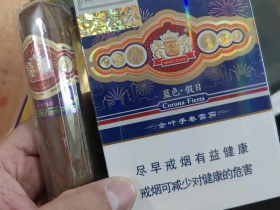 蓝色·假日
Corona·Fiesta
全叶手卷雪茄
尽早戒烟有益健康
戒烟可减少对健康的危害